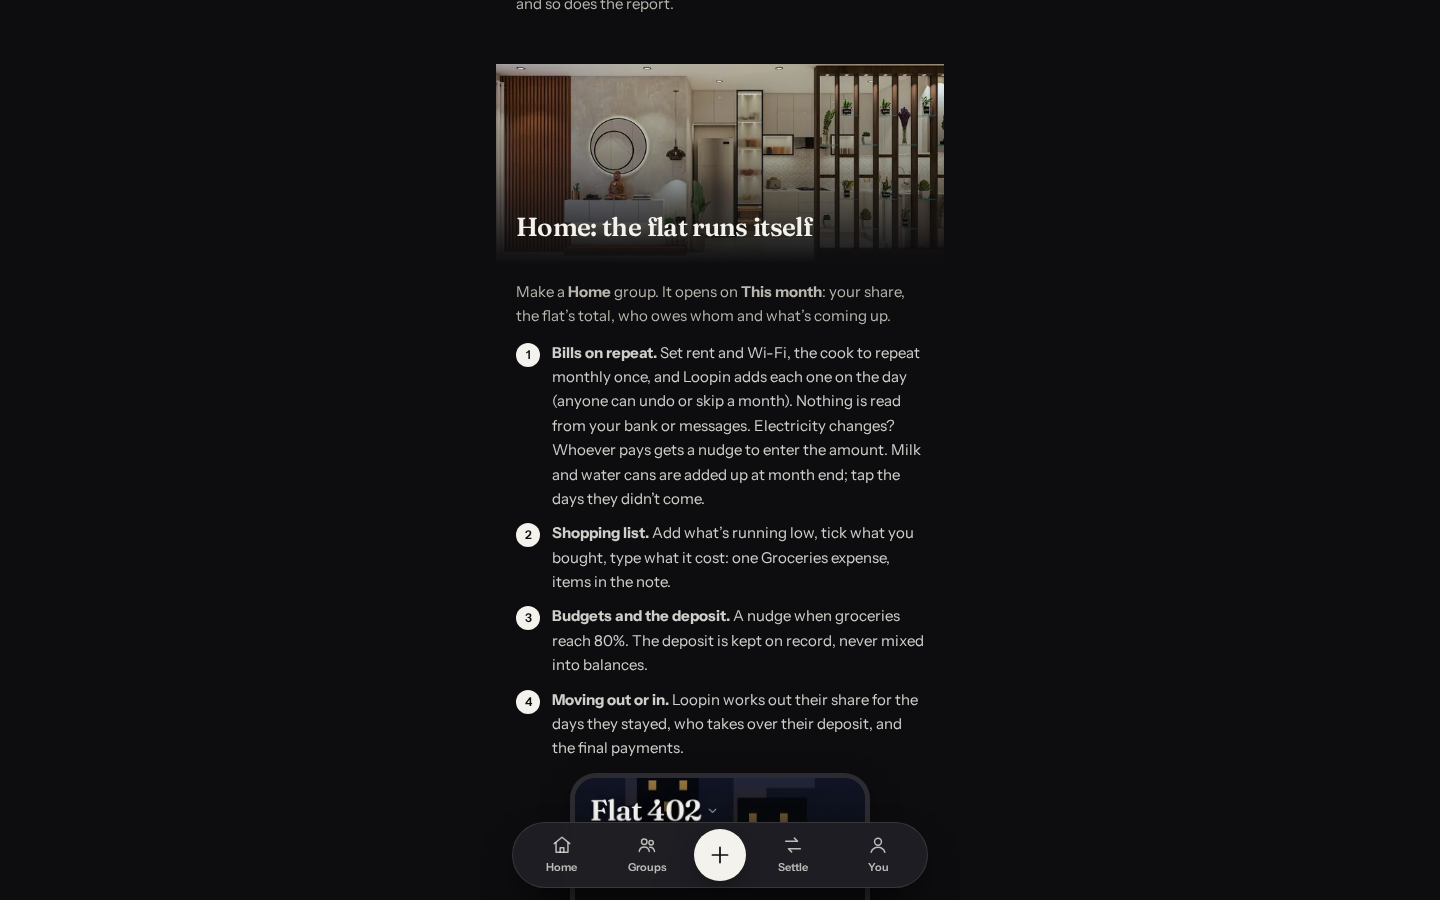 and so does the report.
Home: the flat runs itself
Make a Home group. It opens on This month: your share,
the flat's total, who owes whom and what's coming up.
1
Bills on repeat. Set rent and Wi-Fi, the cook to repeat
monthly once, and Loopin adds each one on the day
(anyone can undo or skip a month). Nothing is read
from your bank or messages. Electricity changes?
Whoever pays gets a nudge to enter the amount. Milk
and water cans are added up at month end; tap the
days they didn't come.
2
Shopping list. Add what's running low, tick what you
bought, type what it cost: one Groceries expense,
items in the note.
3
Budgets and the deposit. A nudge when groceries
reach 80%. The deposit is kept on record, never mixed
into balances.
4
Moving out or in. Loopin works out their share for the
days they stayed, who takes over their deposit, and
the final payments.
Flat 402
Home
Groups
Settle
You